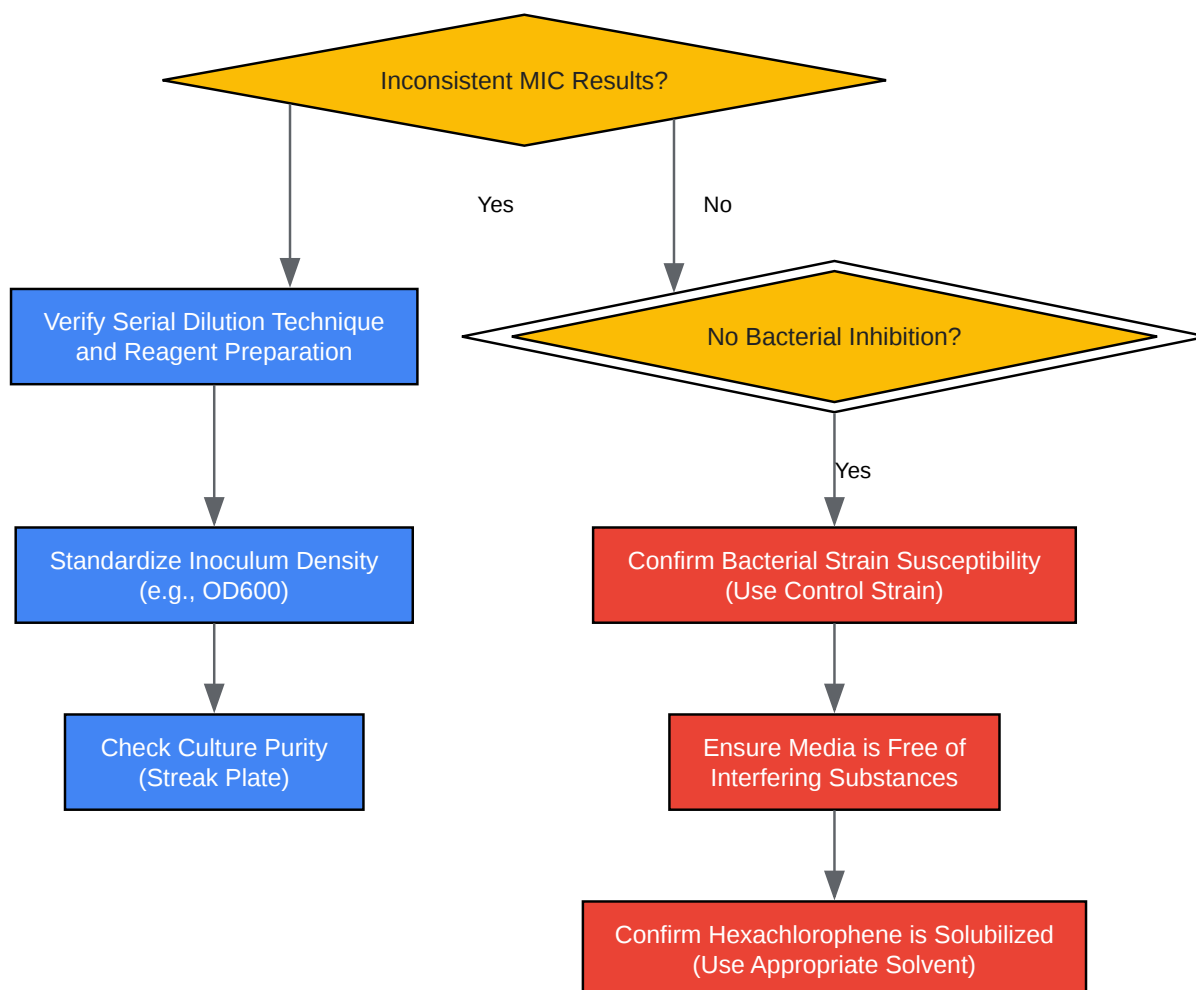 Inconsistent MIC Results?
Yes
No
Verify Serial Dilution Technique
and Reagent Preparation
No Bacterial Inhibition?
Yes
Standardize Inoculum Density
(e.g., OD600)
Confirm Bacterial Strain Susceptibility
(Use Control Strain)
Check Culture Purity
(Streak Plate)
Ensure Media is Free of
Interfering Substances
Confirm Hexachlorophene is Solubilized
(Use Appropriate Solvent)